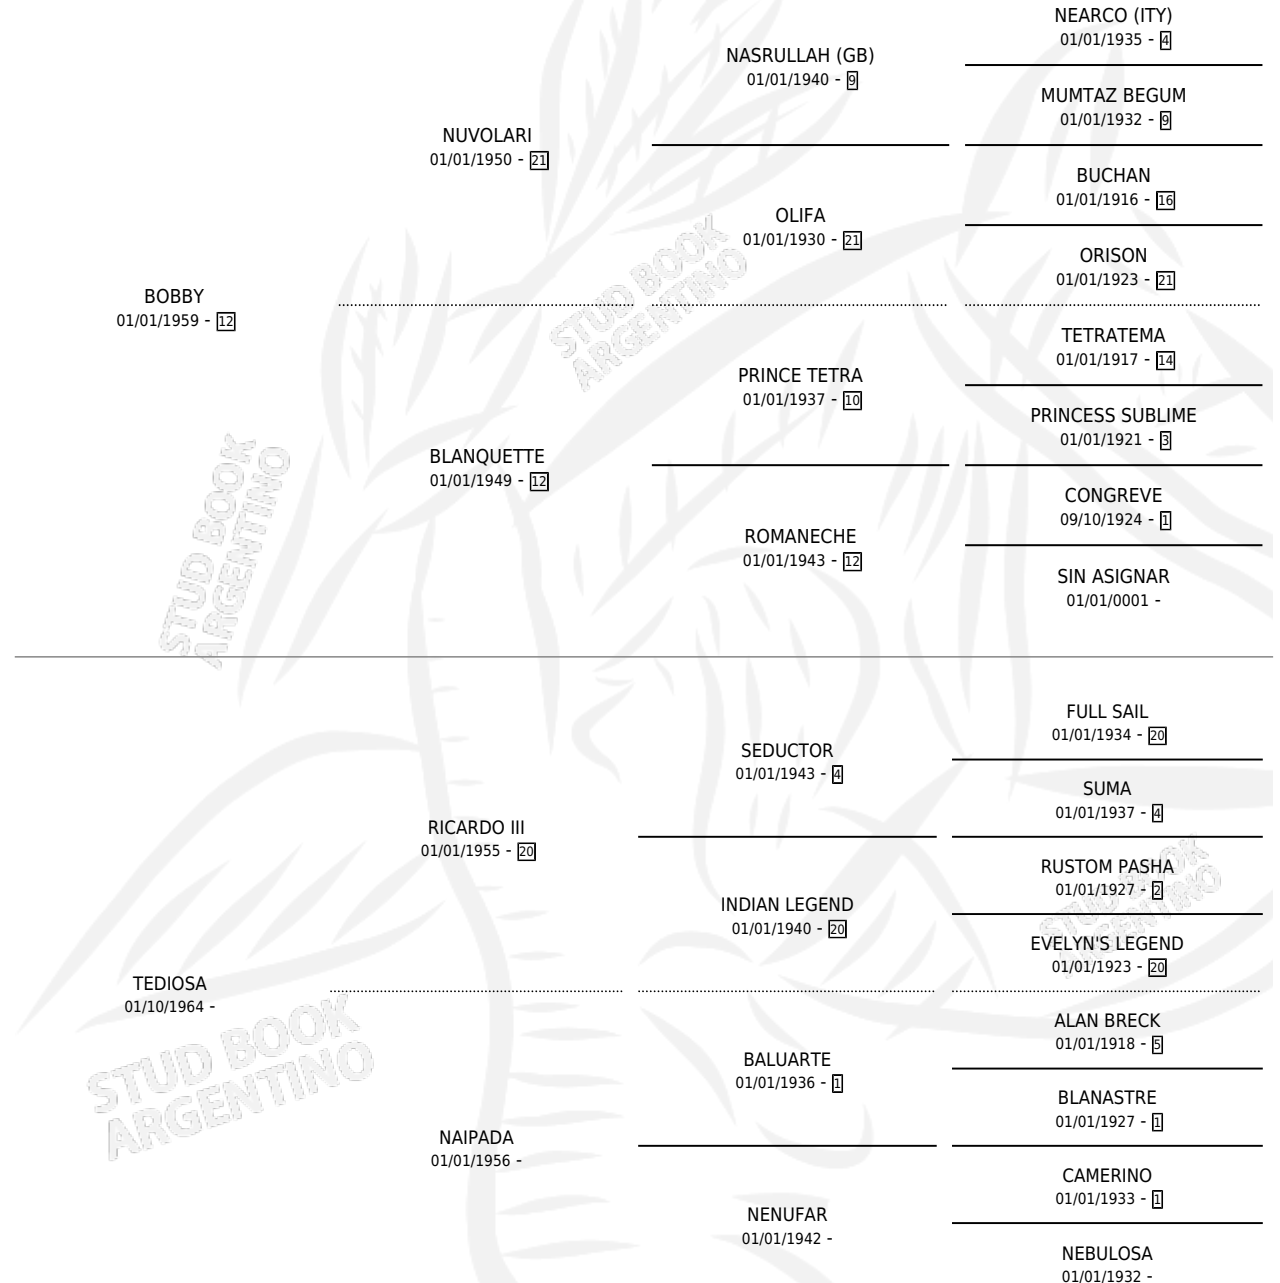 NEARCO (ITY)
01/01/1935 - 4
NASRULLAH (GB)
01/01/1940 - 9
MUMTAZ BEGUM
01/01/1932 - 9
NUVOLARI
01/01/1950 - 21
BUCHAN
01/01/1916 - 16
OLIFA
01/01/1930 - 21
ORISON
01/01/1923 - 21
BOBBY
01/01/1959 - 12
STUD BOOK
ARGENTINO
TETRATEMA
01/01/1917 - 14
PRINCE TETRA
01/01/1937 - 10
PRINCESS SUBLIME
01/01/1921 - 3
BLANQUETTE
01/01/1949 - 12
STUD BOOK
ARGENTINO
CONGREVE
09/10/1924 - 1
ROMANECHE
01/01/1943 - 12
SIN ASIGNAR
01/01/0001 -
FULL SAIL
01/01/1934 - 20
SEDUCTOR
01/01/1943 - 4
SUMA
01/01/1937 - 4
RICARDO III
01/01/1955 - 20
RUSTOM PASHA
01/01/1927 - 2
STUD BOOK
ARGENTINO
INDIAN LEGEND
01/01/1940 - 20
EVELYN'S LEGEND
01/01/1923 - 20
TEDIOSA
01/10/1964 -
STUD BOOK
ARGENTINO
ALAN BRECK
01/01/1918 - 5
BALUARTE
01/01/1936 - 1
BLANASTRE
01/01/1927 - 1
NAIPADA
01/01/1956 -
CAMERINO
01/01/1933 - 1
NENUFAR
01/01/1942 -
NEBULOSA
01/01/1932 -